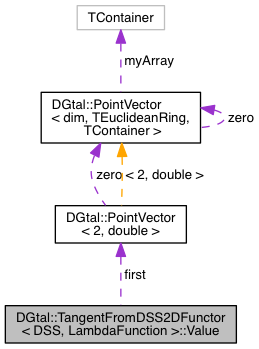 TContainer
myArray
DGtal::PointVector
< dim, TEuclideanRing,
TContainer >
zero
zero
< 2, double >
DGtal::PointVector
< 2, double >
first
DGtal::TangentFromDSS2DFunctor
< DSS, LambdaFunction >::Value